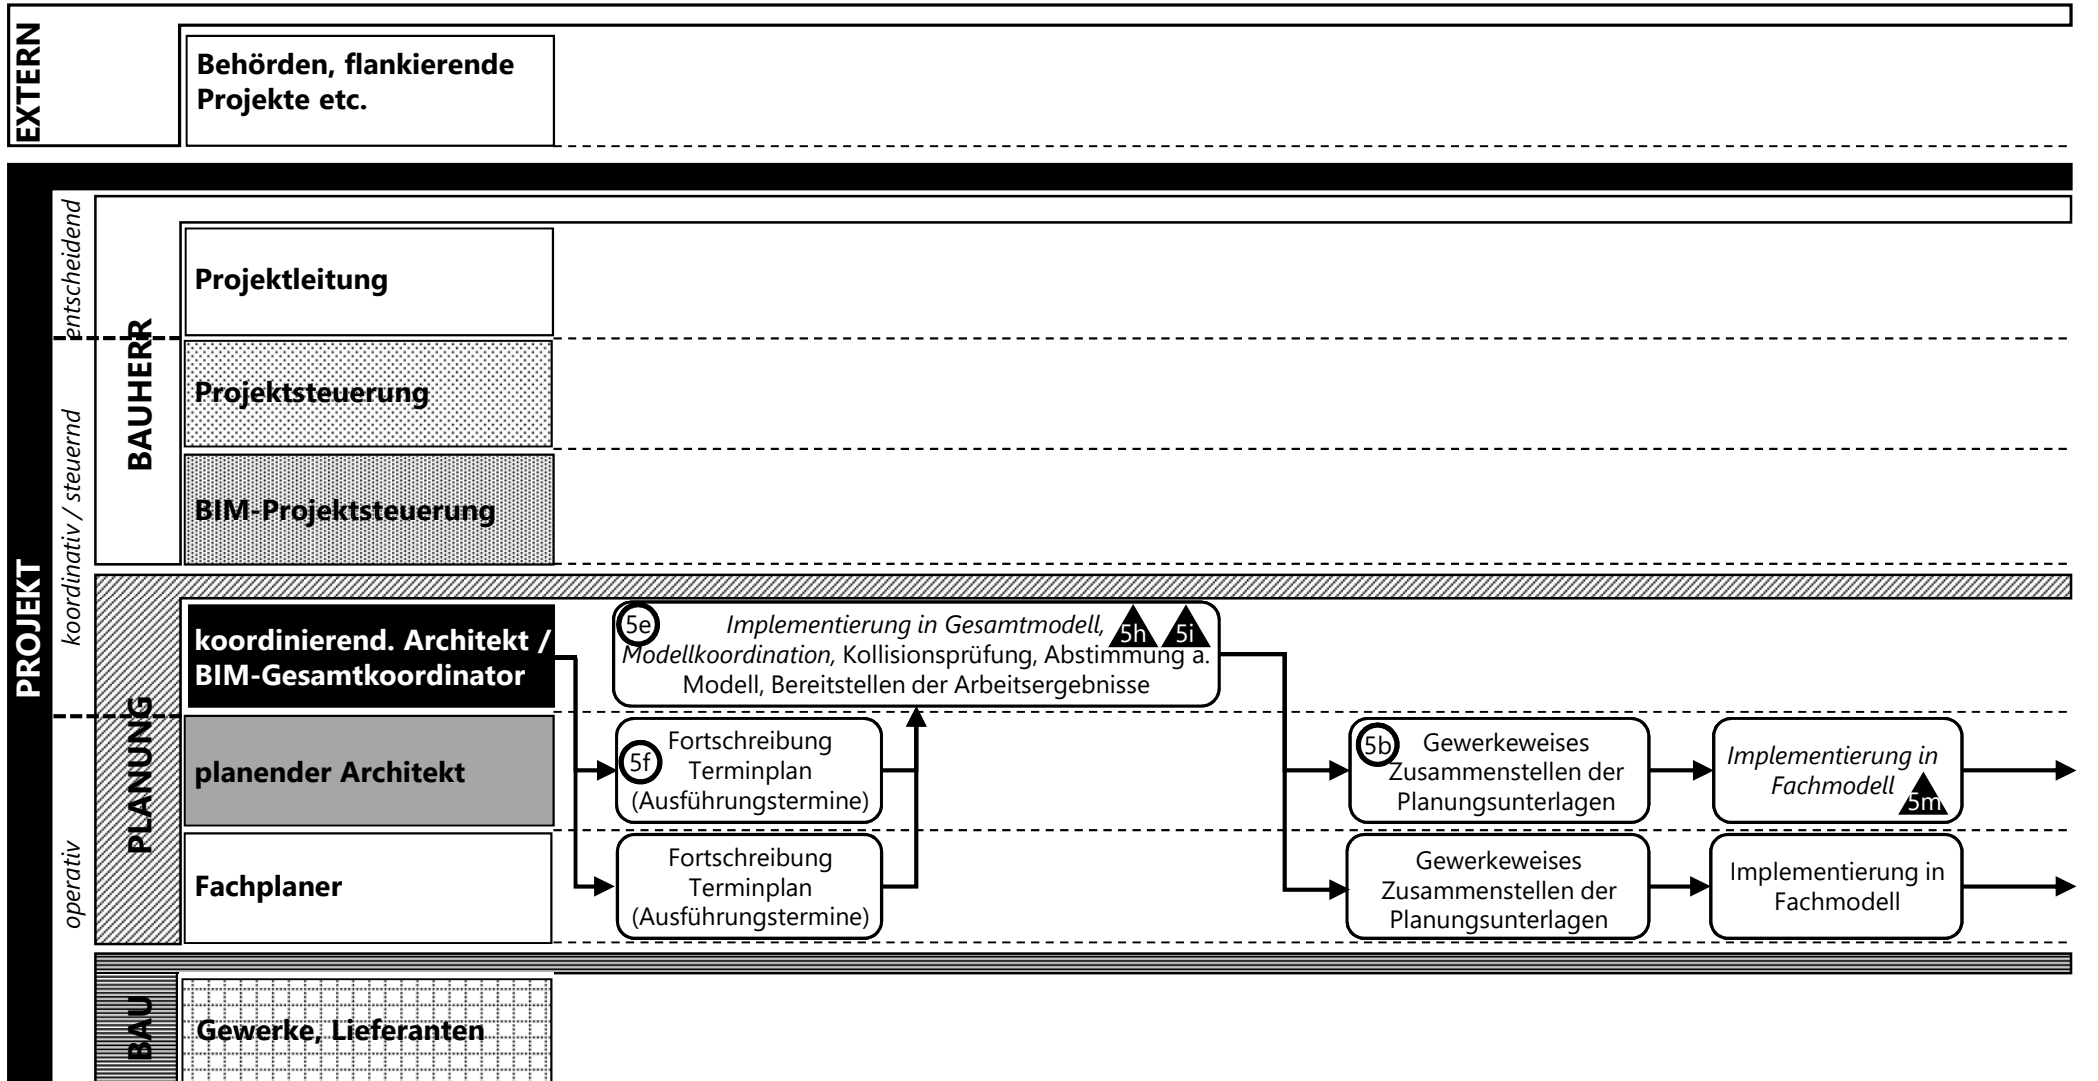 EXTERN
Behörden, flankierende
Projekte etc.
PROJEKT
entscheidend
koordinativ / steuernd
operativ
BAUHERR
Projektleitung
Projektsteuerung
BIM-Projektsteuerung
PLANUNG
koordinierend. Architekt /
BIM-Gesamtkoordinator
5e
Implementierung in Gesamtmodell,
5h
5i
Modellkoordination, Kollisionsprüfung, Abstimmung a.
Modell, Bereitstellen der Arbeitsergebnisse
planender Architekt
5f
Fortschreibung
Terminplan
(Ausführungstermine)
5b
Gewerkeweises
Zusammenstellen der
Planungsunterlagen
Implementierung in
Fachmodell
5m
Fachplaner
Fortschreibung
Terminplan
(Ausführungstermine)
Gewerkeweises
Zusammenstellen der
Planungsunterlagen
Implementierung in
Fachmodell
BAU
Gewerke, Lieferanten